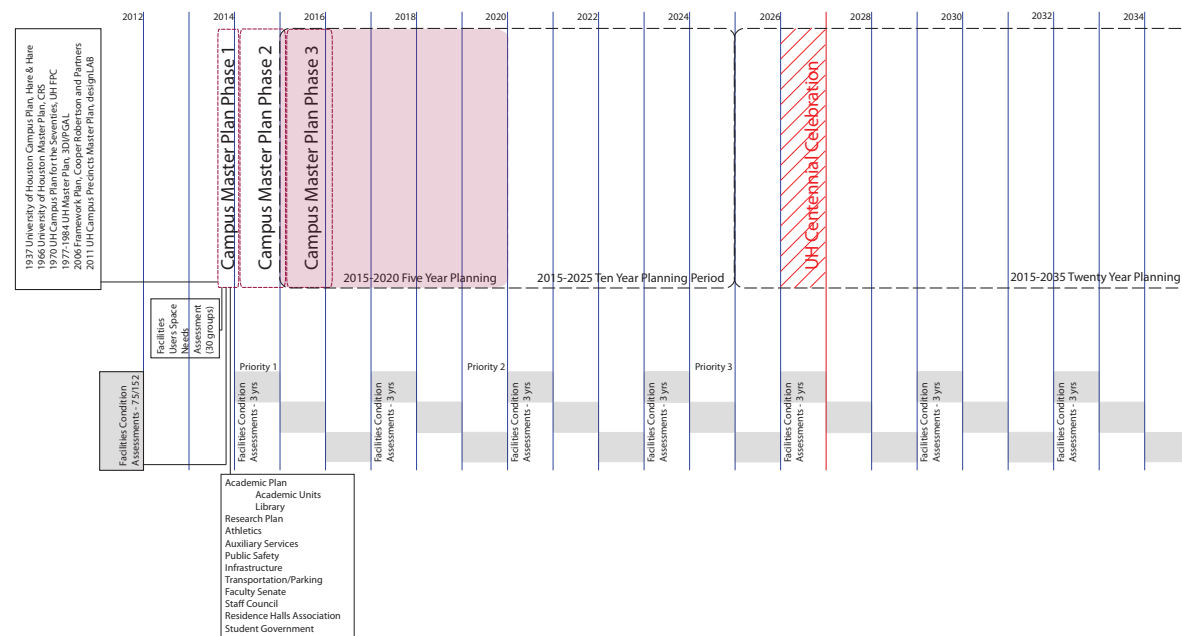 2012
2014
2016
2018
2020
2022
2024
2026
2028
2030
2032
2034
1937 University of Houston Campus Plan, Hare & Hare
1966 University of Houston Master Plan, CRS
1970 UH Campus Plan for the Seventies, UH FPC
1977-1984 UH Master Plan, 3DI/PGAL
2006 Framework Plan, Cooper Robertson and Partners
2011 UH Campus Precincts Master Plan, designLAB
Campus Master Plan Phase 1
Campus Master Plan Phase 2
Campus Master Plan Phase 3
UH Centennial Celebration
2015-2020 Five Year Planning
2015-2025 Ten Year Planning Period
2015-2035 Twenty Year Planning
Facilities
Users Space
Needs
Assessment
(30 groups)
Priority 1
Priority 2
Priority 3
Facilities Condition
Assessments - 75/152
Facilities Condition
Assessments - 3 yrs
Facilities Condition
Assessments - 3 yrs
Facilities Condition
Assessments - 3 yrs
Facilities Condition
Assessments - 3 yrs
Facilities Condition
Assessments - 3 yrs
Facilities Condition
Assessments - 3 yrs
Facilities Condition
Assessments - 3 yrs
Academic Plan
Academic Units
Library
Research Plan
Athletics
Auxiliary Services
Public Safety
Infrastructure
Transportation/Parking
Faculty Senate
Staff Council
Residence Halls Association
Student Government